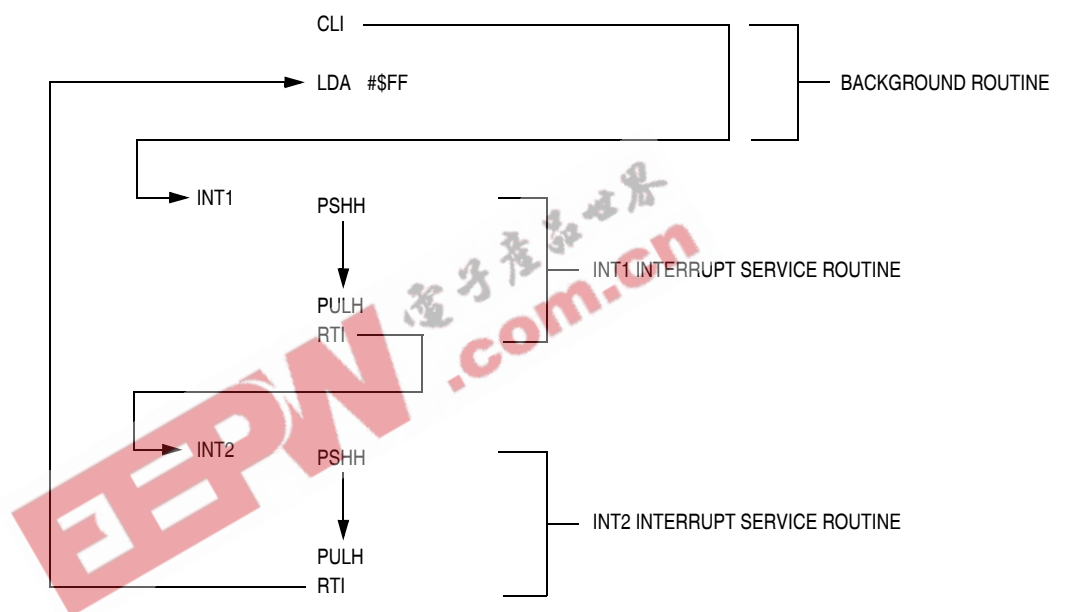 CLI
LDA #$FF
BACKGROUND ROUTINE
INT1
PSHH
INT1 INTERRUPT SERVICE ROUTINE
PULH
RTI
INT2
PSHH
INT2 INTERRUPT SERVICE ROUTINE
PULH
RTI
EEPW
電子產品世界
.com.cn